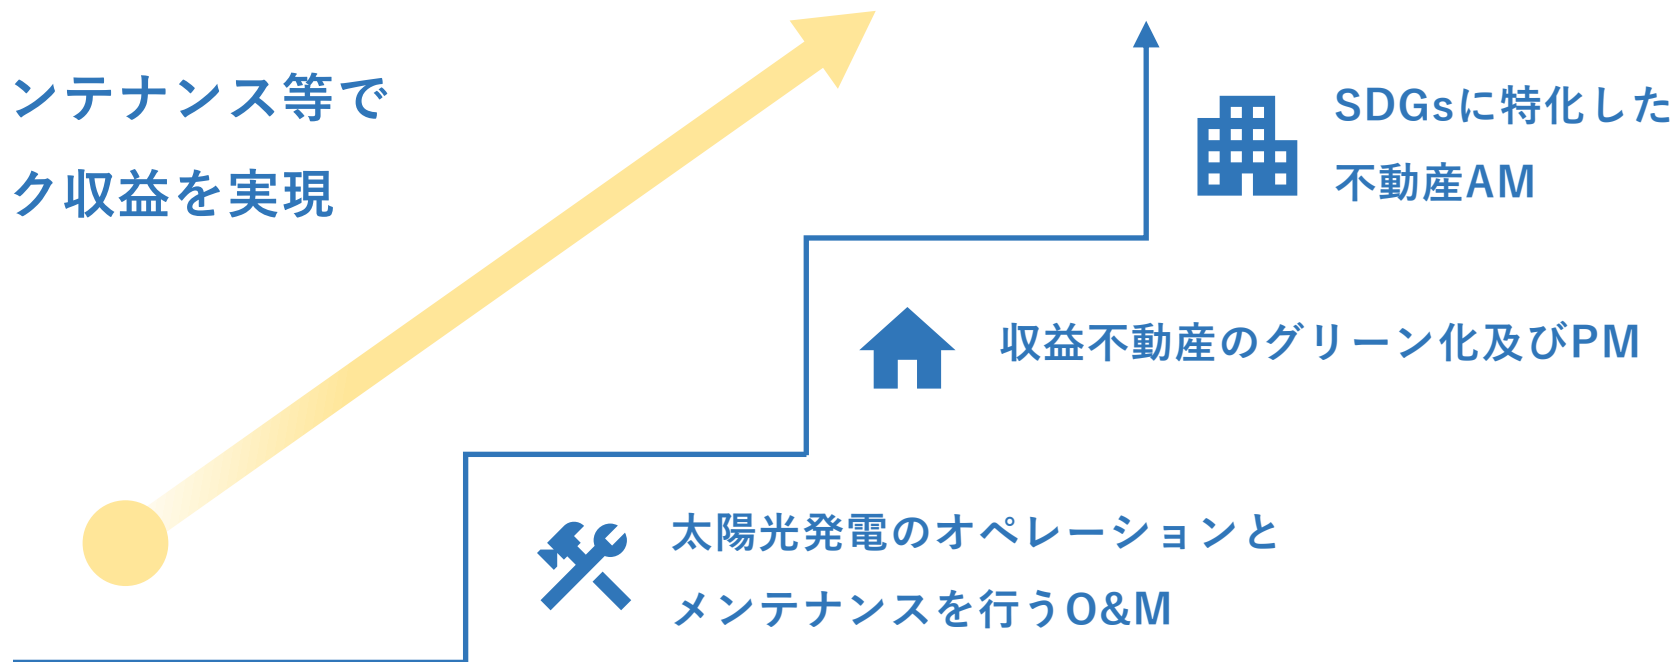 ンテナンス等で
ク収益を実現
SDGsに特化した
不動産AM
収益不動産のグリーン化及びPM
太陽光発電のオペレーションと
メンテナンスを行うO&M